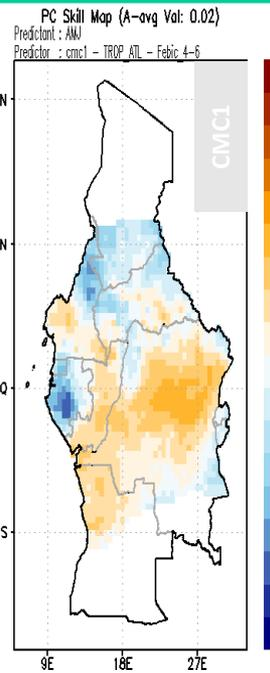 PC Skill Map (A-avg Val: 0.02)
Predictant : AMJ
Predictor : cmc1 - TROP ATL - Febic 4-6
CMC1
N
N
Q
S
9E 18E 27E